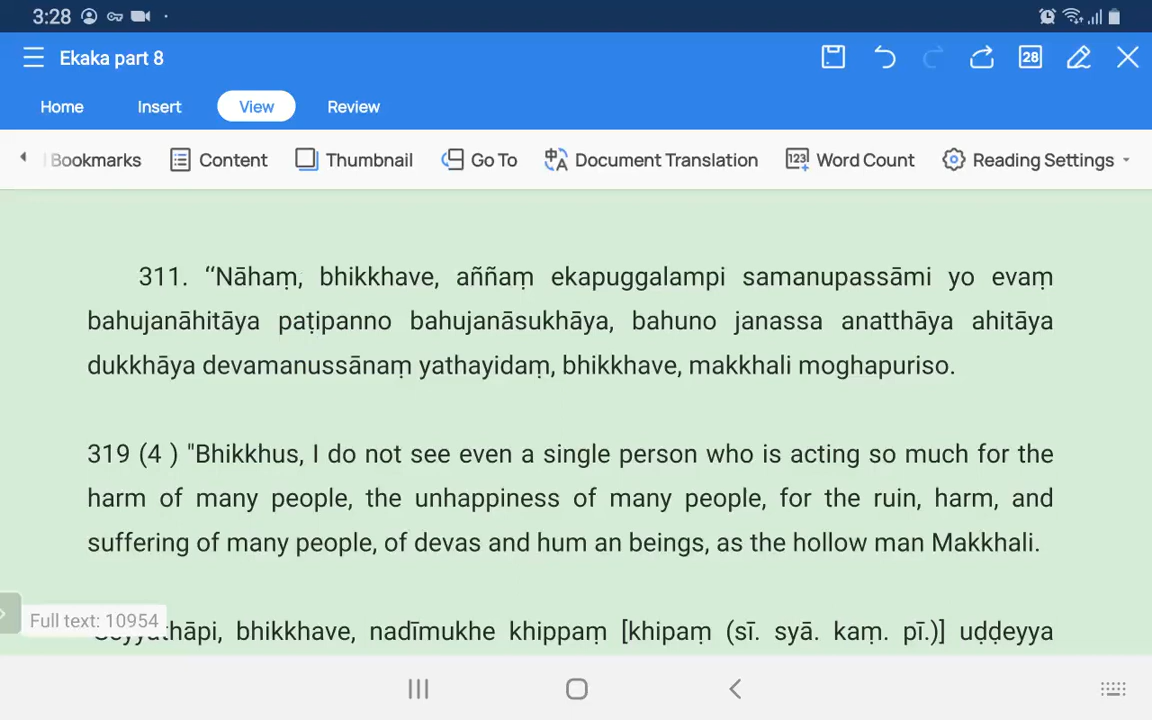 3:28
Ekaka part 8
28
Home Insert View Review
Bookmarks Content Thumbnail Go To Document Translation Word Count Reading Settings
311. “Nāhaṃ, bhikkhave, aññaṃ ekapuggalampi samanupassāmi yo evaṃ
bahujanāhitāya paṭipanno bahujanāsukhāya, bahuno janassa anatthāya ahitāya
dukkhāya devamanussānaṃ yathayidaṃ, bhikkhave, makkhali moghapuriso.
319 (4 ) "Bhikkhus, I do not see even a single person who is acting so much for the
harm of many people, the unhappiness of many people, for the ruin, harm, and
suffering of many people, of devas and hum an beings, as the hollow man Makkhali.
Full text: 10954
bhikkhave, nadīmukhe khippaṃ [khipaṃ (sī. syā. kaṃ. pī.)] uḍḍeyya